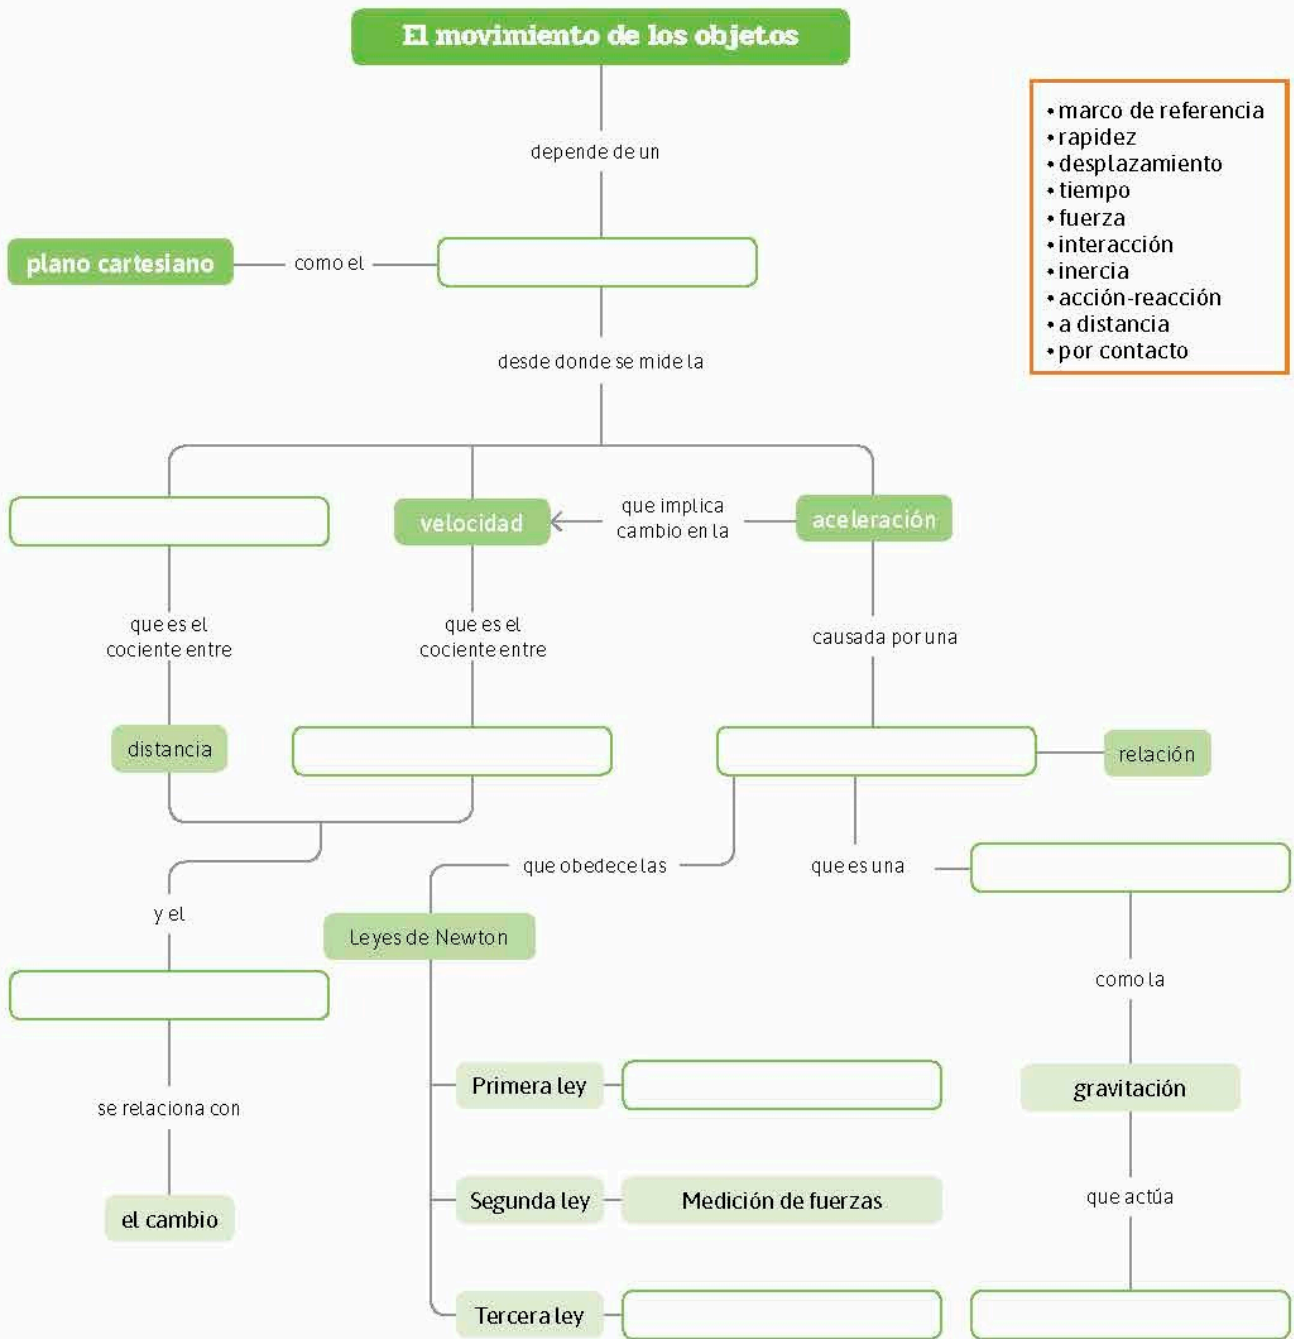 El movimiento de los objetos
• marco de referencia
• rapidez
• desplazamiento
• tiempo
• fuerza
• interacción
• inercia
• acción-reacción
• a distancia
• por contacto
depende de un
plano cartesiano
como el
desde donde se mide la
velocidad
que implica
cambio en la
aceleración
que es el
cociente entre
que es el
cociente entre
causada por una
distancia
relación
que obedece las
que es una
y el
Leyes de Newton
como la
Primera ley
gravitación
se relaciona con
Segunda ley
Medición de fuerzas
que actúa
el cambio
Tercera ley